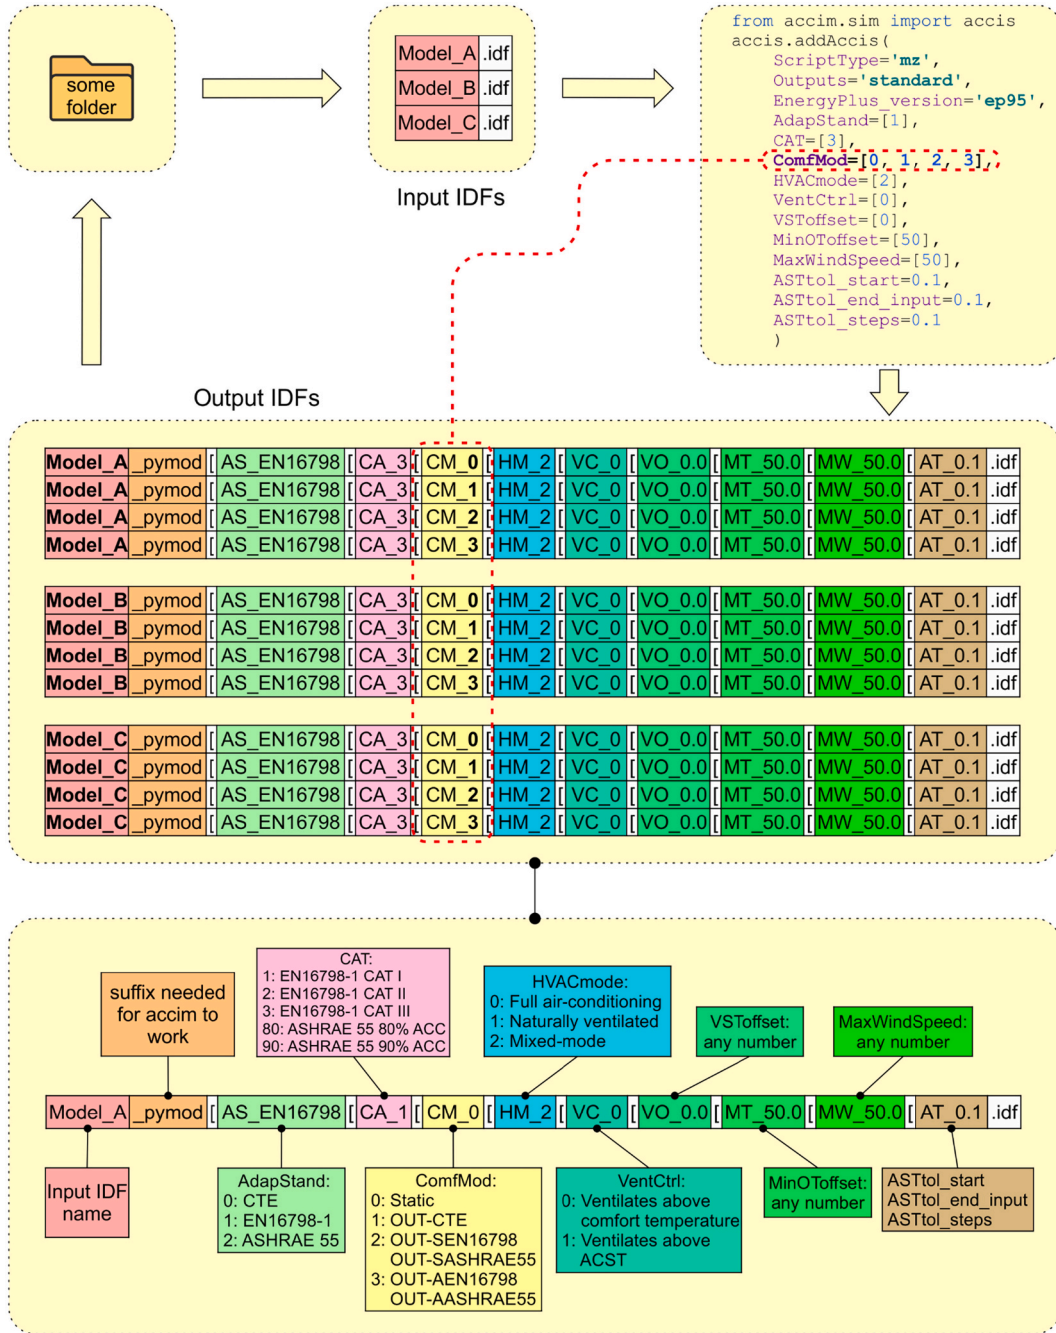 some
folder
Model_A .idf
Model_B .idf
Model_C .idf
Input IDFs
from accim.sim import accis
accis.addAccis(
ScriptType='mz',
Outputs='standard',
EnergyPlus_version='ep95',
AdapStand=[1],
CAT=[3],
ComfMod=[0, 1, 2, 3],
HVACmode=[2],
VentCtrl=[0],
VSToffset=[0],
MinOToffset=[50],
MaxWindSpeed=[50],
ASTtol_start=0.1,
ASTtol_end_input=0.1,
ASTtol_steps=0.1
)
Output IDFs
Model_A _pymod [ AS_EN16798 [ CA_3 [ CM_0 [ HM_2 [ VC_0 [ VO_0.0 [ MT_50.0 [ MW_50.0 [ AT_0.1 .idf
Model_A _pymod [ AS_EN16798 [ CA_3 [ CM_1 [ HM_2 [ VC_0 [ VO_0.0 [ MT_50.0 [ MW_50.0 [ AT_0.1 .idf
Model_A _pymod [ AS_EN16798 [ CA_3 [ CM_2 [ HM_2 [ VC_0 [ VO_0.0 [ MT_50.0 [ MW_50.0 [ AT_0.1 .idf
Model_A _pymod [ AS_EN16798 [ CA_3 [ CM_3 [ HM_2 [ VC_0 [ VO_0.0 [ MT_50.0 [ MW_50.0 [ AT_0.1 .idf
Model_B _pymod [ AS_EN16798 [ CA_3 [ CM_0 [ HM_2 [ VC_0 [ VO_0.0 [ MT_50.0 [ MW_50.0 [ AT_0.1 .idf
Model_B _pymod [ AS_EN16798 [ CA_3 [ CM_1 [ HM_2 [ VC_0 [ VO_0.0 [ MT_50.0 [ MW_50.0 [ AT_0.1 .idf
Model_B _pymod [ AS_EN16798 [ CA_3 [ CM_2 [ HM_2 [ VC_0 [ VO_0.0 [ MT_50.0 [ MW_50.0 [ AT_0.1 .idf
Model_B _pymod [ AS_EN16798 [ CA_3 [ CM_3 [ HM_2 [ VC_0 [ VO_0.0 [ MT_50.0 [ MW_50.0 [ AT_0.1 .idf
Model_C _pymod [ AS_EN16798 [ CA_3 [ CM_0 [ HM_2 [ VC_0 [ VO_0.0 [ MT_50.0 [ MW_50.0 [ AT_0.1 .idf
Model_C _pymod [ AS_EN16798 [ CA_3 [ CM_1 [ HM_2 [ VC_0 [ VO_0.0 [ MT_50.0 [ MW_50.0 [ AT_0.1 .idf
Model_C _pymod [ AS_EN16798 [ CA_3 [ CM_2 [ HM_2 [ VC_0 [ VO_0.0 [ MT_50.0 [ MW_50.0 [ AT_0.1 .idf
Model_C _pymod [ AS_EN16798 [ CA_3 [ CM_3 [ HM_2 [ VC_0 [ VO_0.0 [ MT_50.0 [ MW_50.0 [ AT_0.1 .idf
suffix needed
for accim to
work
CAT:
1: EN16798-1 CAT I
2: EN16798-1 CAT II
3: EN16798-1 CAT III
80: ASHRAE 55 80% ACC
90: ASHRAE 55 90% ACC
HVACmode:
0: Full air-conditioning
1: Naturally ventilated
2: Mixed-mode
VSToffset:
any number
MaxWindSpeed:
any number
Model_A _pymod [ AS_EN16798 [ CA_1 [ CM_0 [ HM_2 [ VC_0 [ VO_0.0 [ MT_50.0 [ MW_50.0 [ AT_0.1 .idf
Input IDF
name
AdapStand:
0: CTE
1: EN16798-1
2: ASHRAE 55
ComfMod:
0: Static
1: OUT-CTE
2: OUT-SEN16798
OUT-SASHRAE55
3: OUT-AEN16798
OUT-AASHRAE55
VentCtrl:
0: Ventilates above
comfort temperature
1: Ventilates above
ACST
MinOToffset:
any number
ASTtol_start
ASTtol_end_input
ASTtol_steps